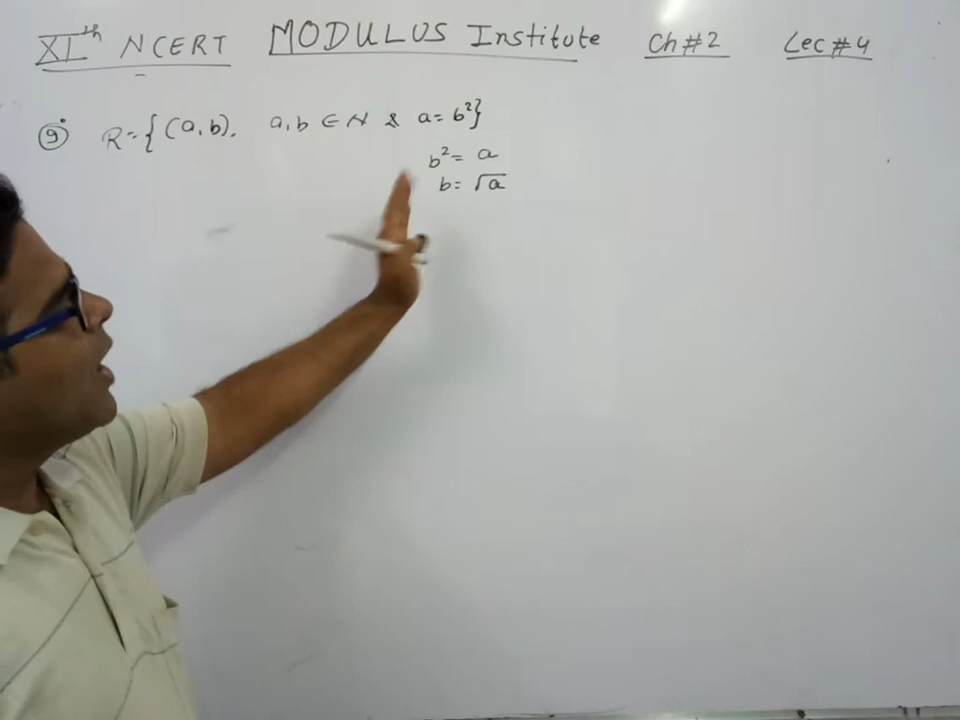 XIth NCERT MODULUS Institute Ch#2 Lec#4
9 R={(a,b). a,b ∈ N & a=b²}
b²= a
b= √a